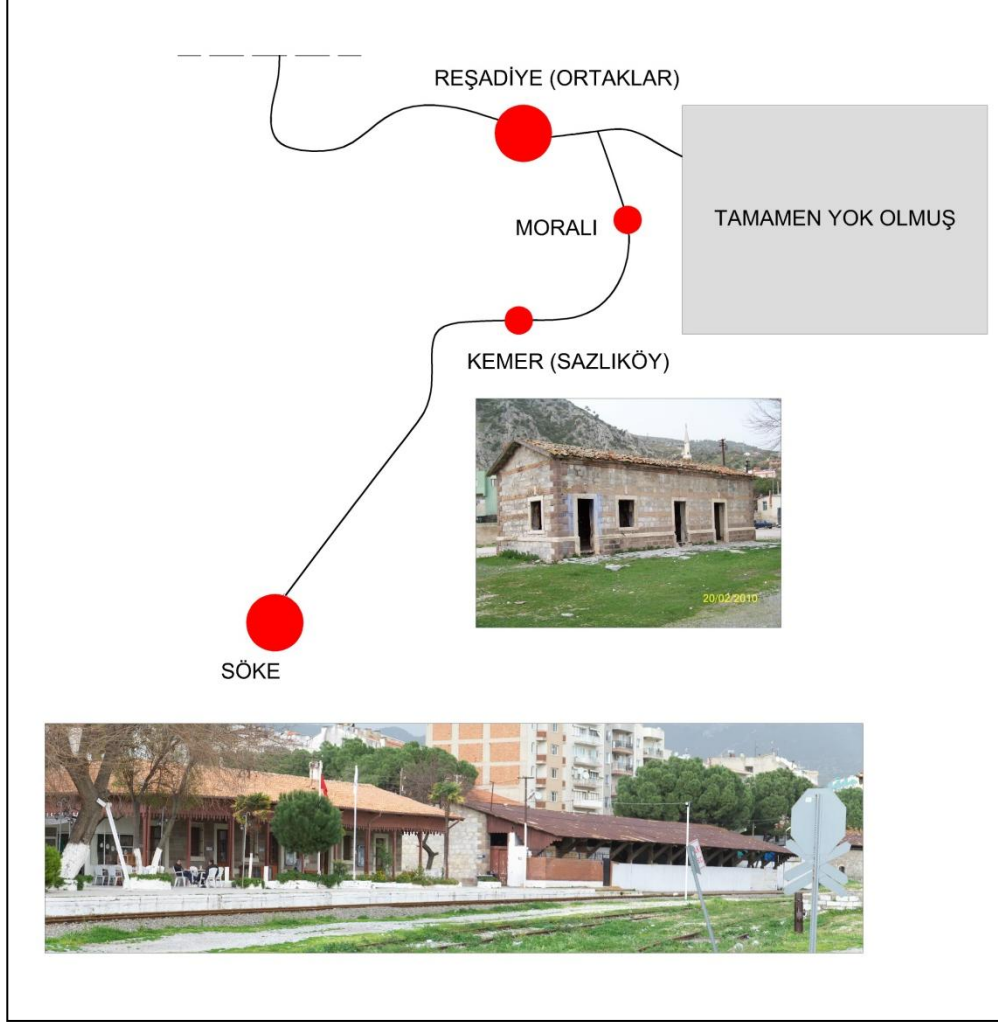 REŞADİYE (ORTAKLAR)
TAMAMEN YOK OLMUŞ
MORALI
KEMER (SAZLIKÖY)
20/02/2010
SÖKE